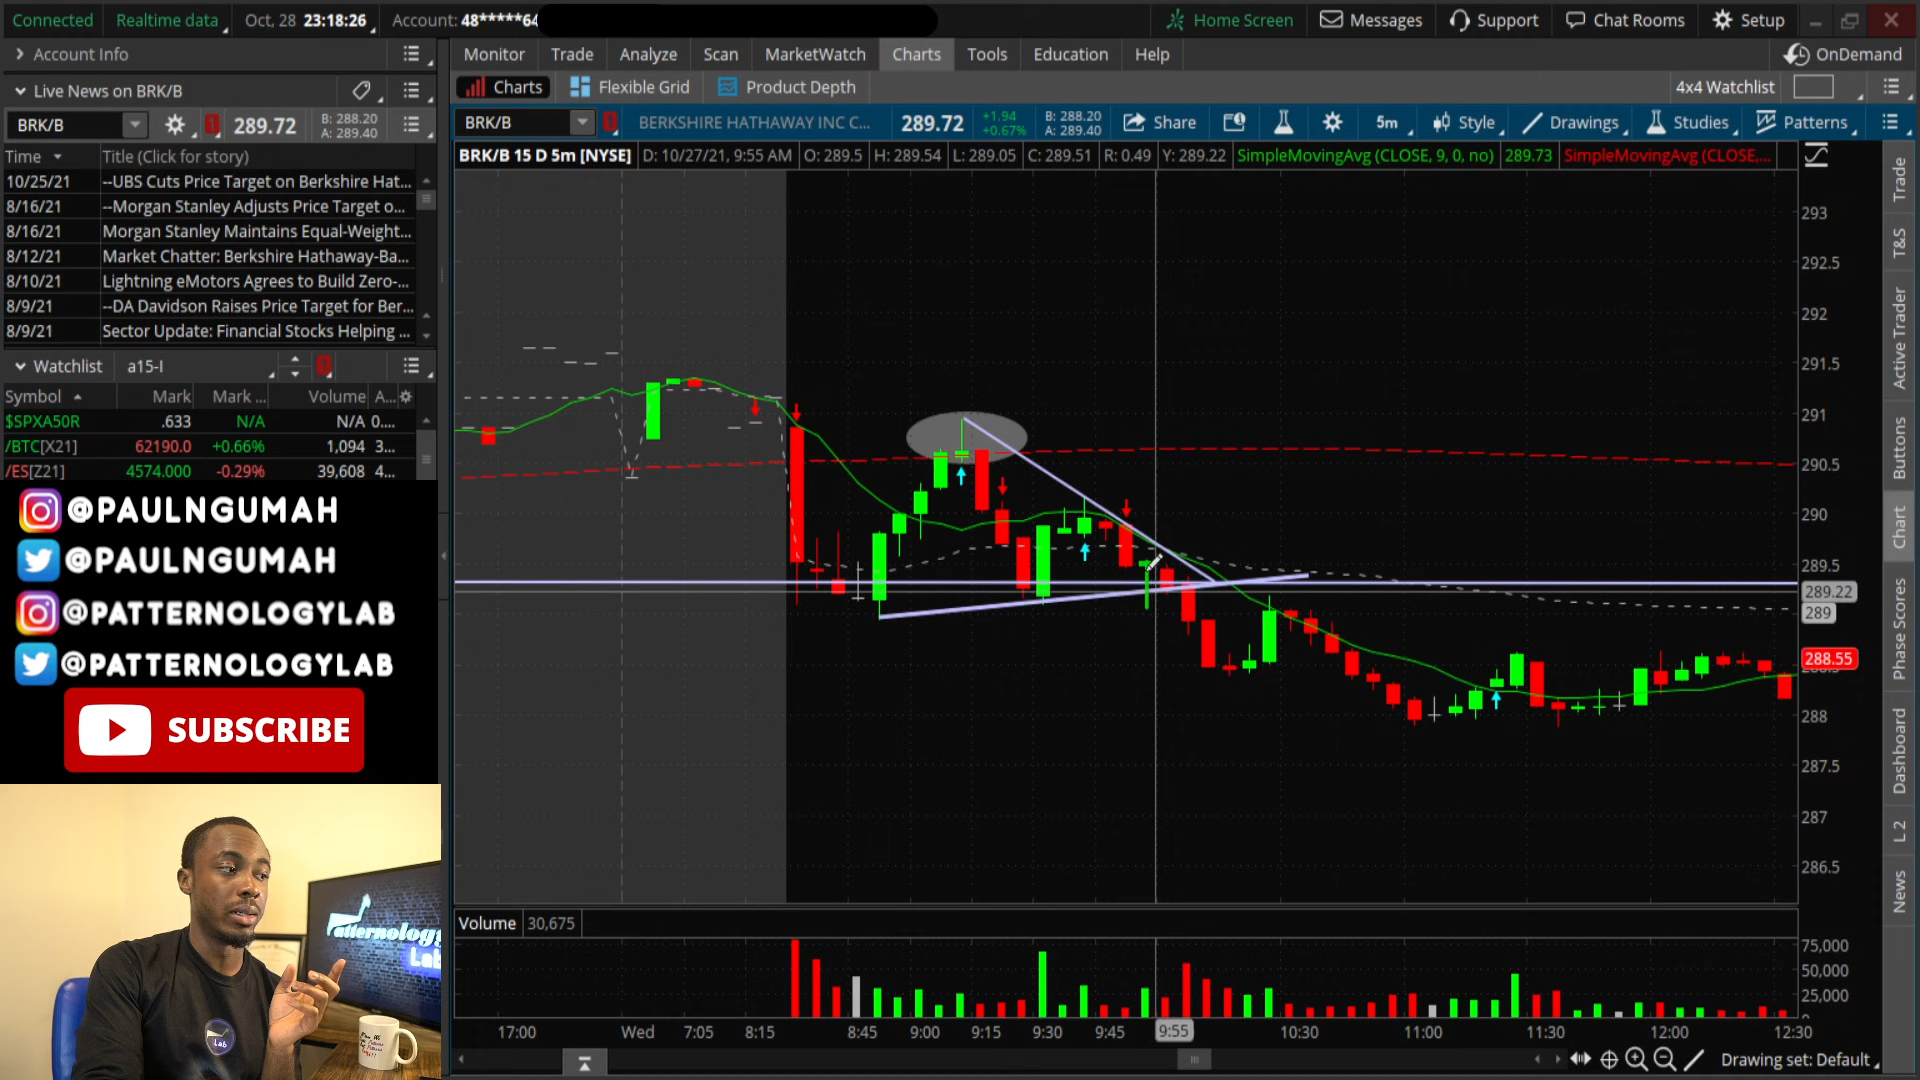 Connected Realtime data Oct, 28 23:18:26 Account: 48*****64 Home Screen Messages Support Chat Rooms Setup
Account Info
Monitor Trade Analyze Scan MarketWatch Charts Tools Education Help OnDemand
Live News on BRK/B
Charts Flexible Grid Product Depth 4x4 Watchlist
BRK/B 289.72 B: 288.20 A: 289.40
BRK/B BERKSHIRE HATHAWAY INC C... 289.72 +1.94 +0.67% B: 288.20 A: 289.40 Share 5m Style Drawings Studies Patterns
Time Title (Click for story)
10/25/21 --UBS Cuts Price Target on Berkshire Hat...
8/16/21 --Morgan Stanley Adjusts Price Target o...
8/16/21 Morgan Stanley Maintains Equal-Weight...
8/12/21 Market Chatter: Berkshire Hathaway-Ba...
8/10/21 Lightning eMotors Agrees to Build Zero-...
8/9/21 --DA Davidson Raises Price Target for Ber...
8/9/21 Sector Update: Financial Stocks Helping ...
BRK/B 15 D 5m [NYSE] D: 10/27/21, 9:55 AM O: 289.5 H: 289.54 L: 289.05 C: 289.51 R: 0.49 Y: 289.22 SimpleMovingAvg (CLOSE, 9, 0, no) 289.73 SimpleMovingAvg (CLOSE,...
Watchlist a15-I
Symbol Mark Mark ... Volume A...
$SPXA50R .633 N/A N/A 0....
/BTC[X21] 62190.0 +0.66% 1,094 3...
/ES[Z21] 4574.000 -0.29% 39,608 4...
@PAULNGUMAH
@PAULNGUMAH
@PATTERNOLOGYLAB
@PATTERNOLOGYLAB
SUBSCRIBE
293
292.5
292
291.5
291
290.5
290
289.5
289.22
289
288.55
288
287.5
287
286.5
Trade
T&S
Active Trader
Buttons
Chart
Phase Scores
Dashboard
L 2
News
Volume 30,675
75,000
50,000
25,000
17:00 Wed 7:05 8:15 8:45 9:00 9:15 9:30 9:45 9:55 10:30 11:00 11:30 12:00 12:30
Drawing set: Default
Patternology
Lab
Lab